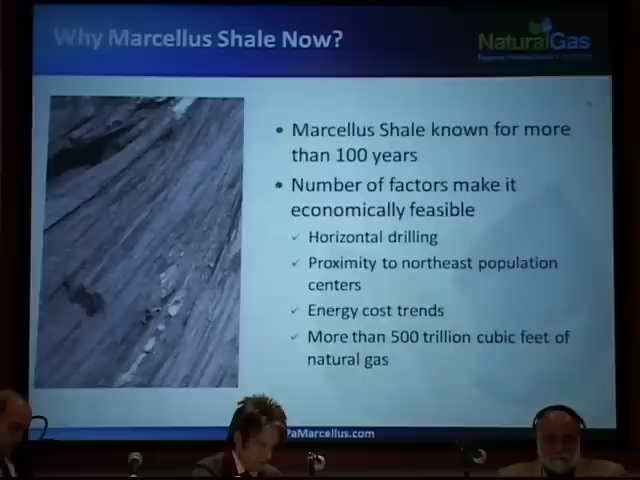 Why Marcellus Shale Now?
NaturalGas
• Marcellus Shale known for more
than 100 years
• Number of factors make it
economically feasible
✓ Horizontal drilling
✓ Proximity to northeast population
centers
✓ Energy cost trends
✓ More than 500 trillion cubic feet of
natural gas
PaMarcellus.com